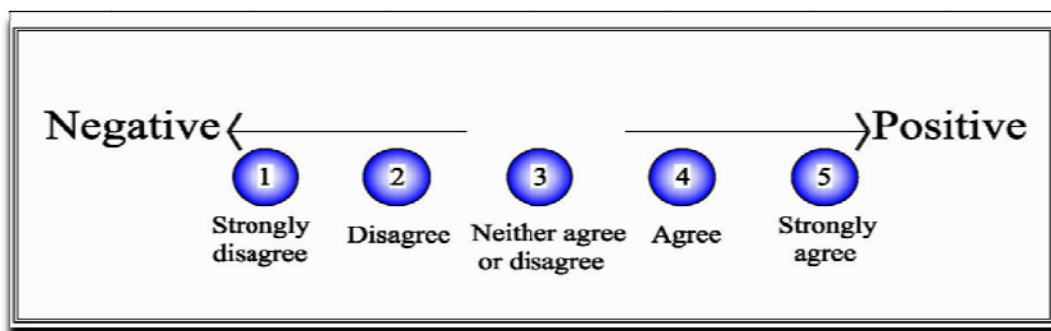 Negative Positive
1 2 3 4 5
Strongly disagree
Disagree
Neither agree or disagree
Agree
Strongly agree